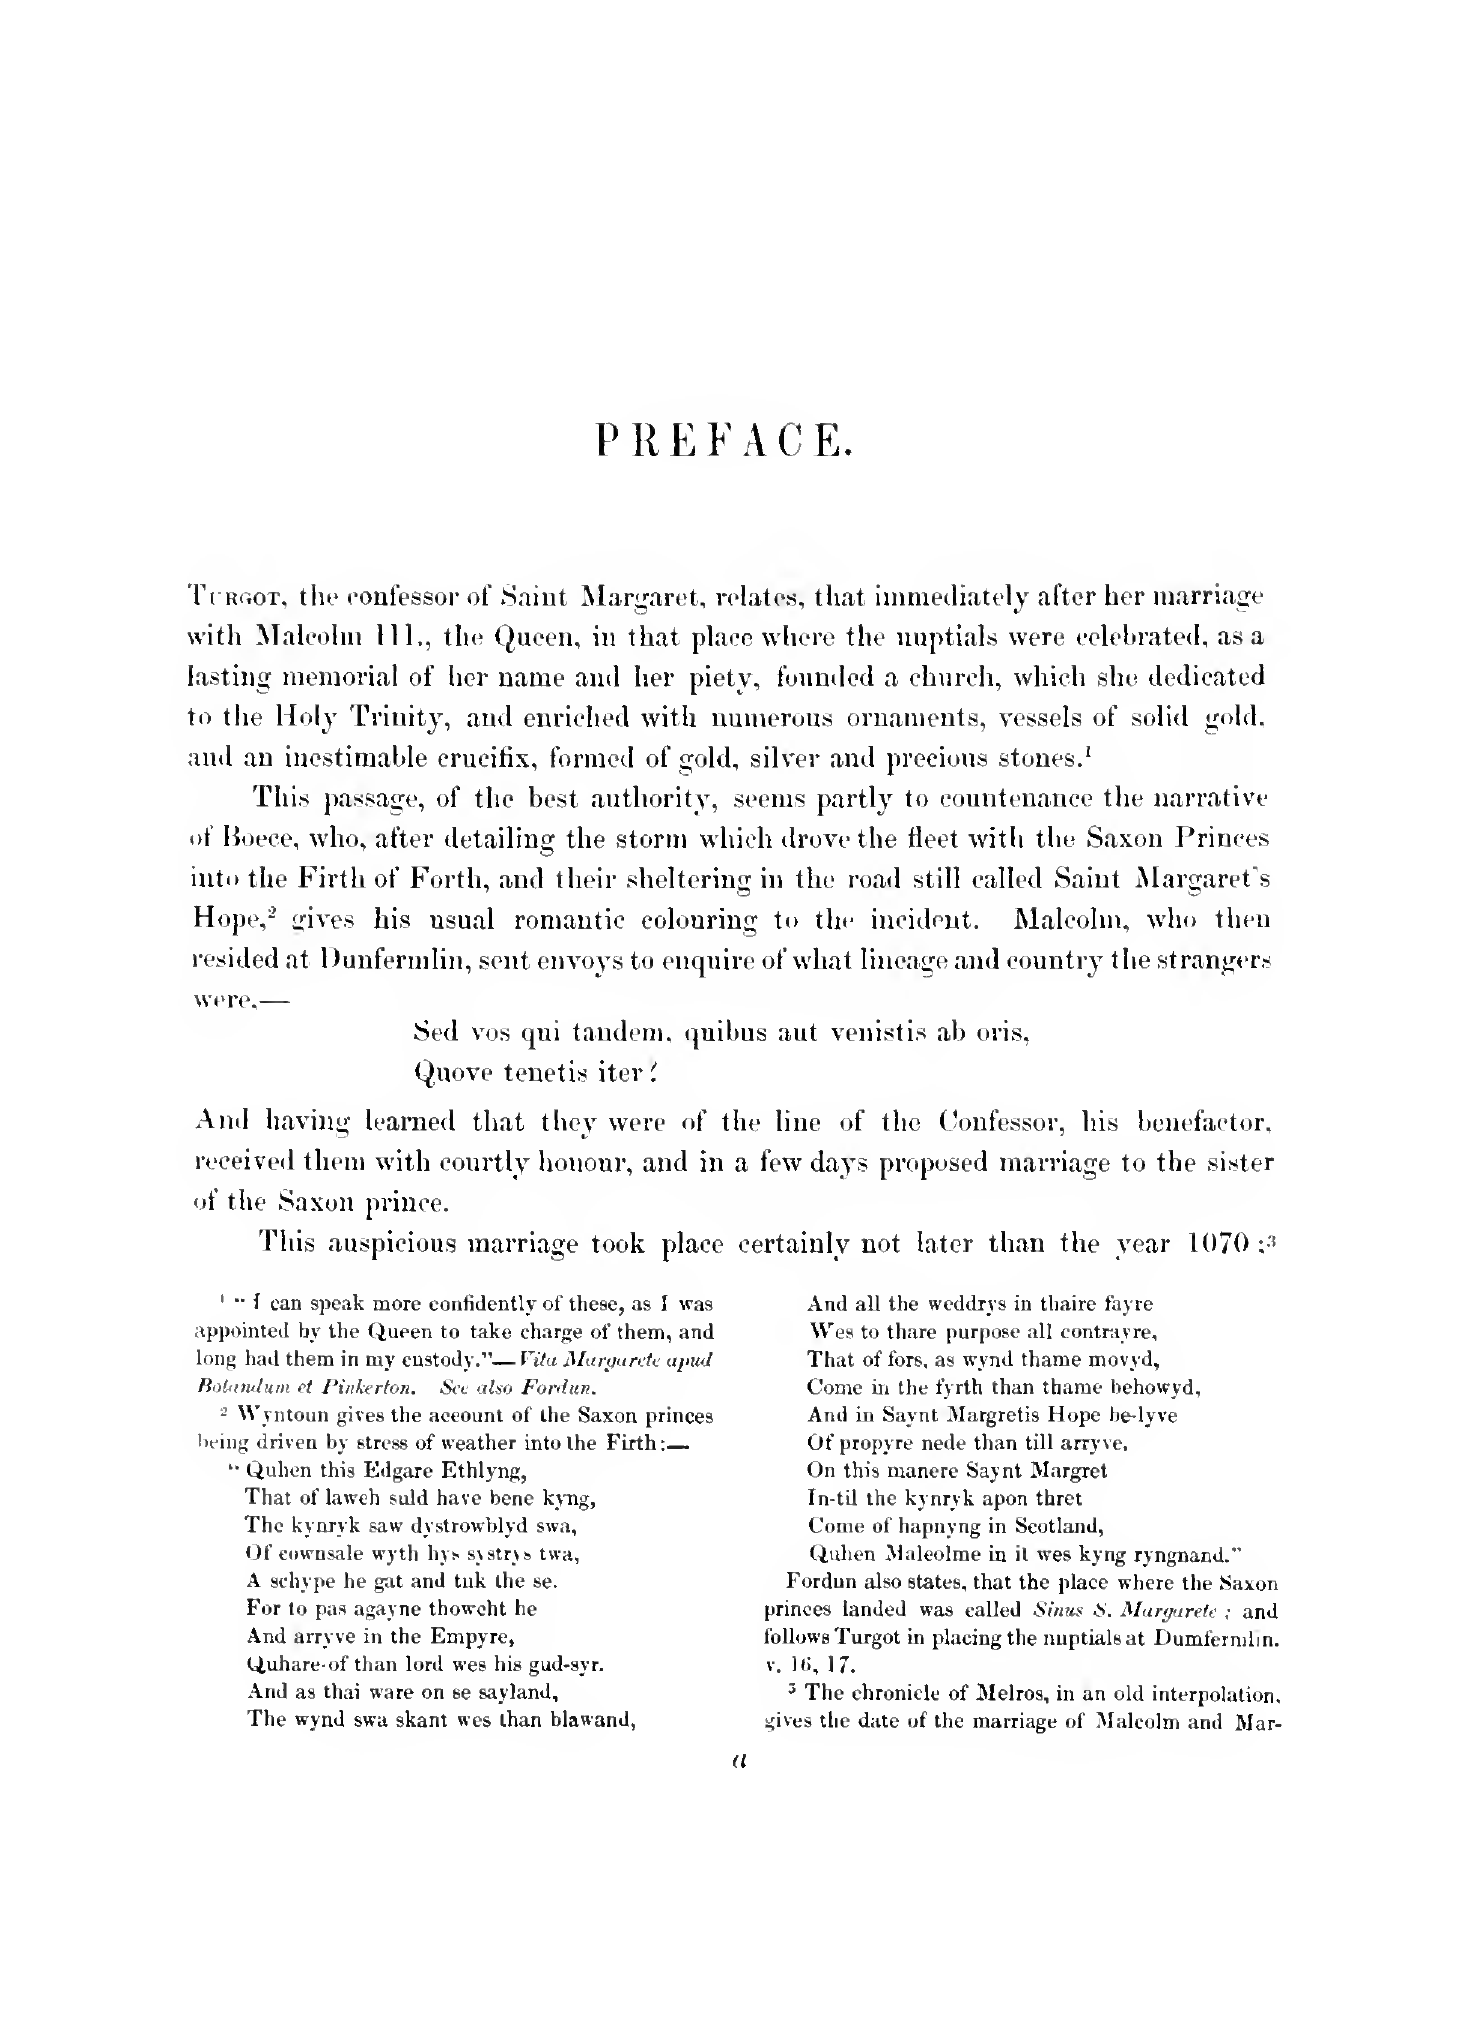 PREFACE.
Turgot, the confessor of Saint Margaret, relates, that immediately after her marriage
with Malcolm III., the Queen, in that place where the nuptials were celebrated, as a
lasting memorial of her name and her piety, founded a church, which she dedicated
to the Holy Trinity, and enriched with numerous ornaments, vessels of solid gold,
and an inestimable crucifix, formed of gold, silver and precious stones.¹
This passage, of the best authority, seems partly to countenance the narrative
of Boece, who, after detailing the storm which drove the fleet with the Saxon Princes
into the Firth of Forth, and their sheltering in the road still called Saint Margaret's
Hope,² gives his usual romantic colouring to the incident. Malcolm, who then
resided at Dunfermlin, sent envoys to enquire of what lineage and country the strangers
were,—
Sed vos qui tandem, quibus aut venistis ab oris,
Quove tenetis iter?
And having learned that they were of the line of the Confessor, his benefactor,
received them with courtly honour, and in a few days proposed marriage to the sister
of the Saxon prince.
This auspicious marriage took place certainly not later than the year 1070;³
¹ "I can speak more confidently of these, as I was
appointed by the Queen to take charge of them, and
long had them in my custody."—Vita Margarete apud
Bolandum et Pinkerton. See also Fordun.
² Wyntoun gives the account of the Saxon princes
being driven by stress of weather into the Firth:—
"Quhen this Edgare Ethlyng,
That of lawch suld have bene kyng,
The kynryk saw dystrowblyd swa,
Of cownsale wyth hys systrys twa,
A schype he gat and tuk the se.
For to pas agayne thowcht he
And arryve in the Empyre,
Quhare-of than lord wes his gud-syr.
And as thai ware on se sayland,
The wynd swa skant wes than blawand,
And all the weddrys in thaire fayre
Wes to thare purpose all contrayre,
That of fors, as wynd thame movyd,
Come in the fyrth than thame behowyd,
And in Saynt Margretis Hope be-lyve
Of propyre nede than till arryve,
On this manere Saynt Margret
In-til the kynryk apon thret
Come of hapnyng in Scotland,
Quhen Malcolme in it wes kyng ryngnand."
Fordun also states, that the place where the Saxon
princes landed was called Sinus S. Margarete; and
follows Turgot in placing the nuptials at Dumfermlin.
v. 16, 17.
³ The chronicle of Melros, in an old interpolation,
gives the date of the marriage of Malcolm and Mar-
a